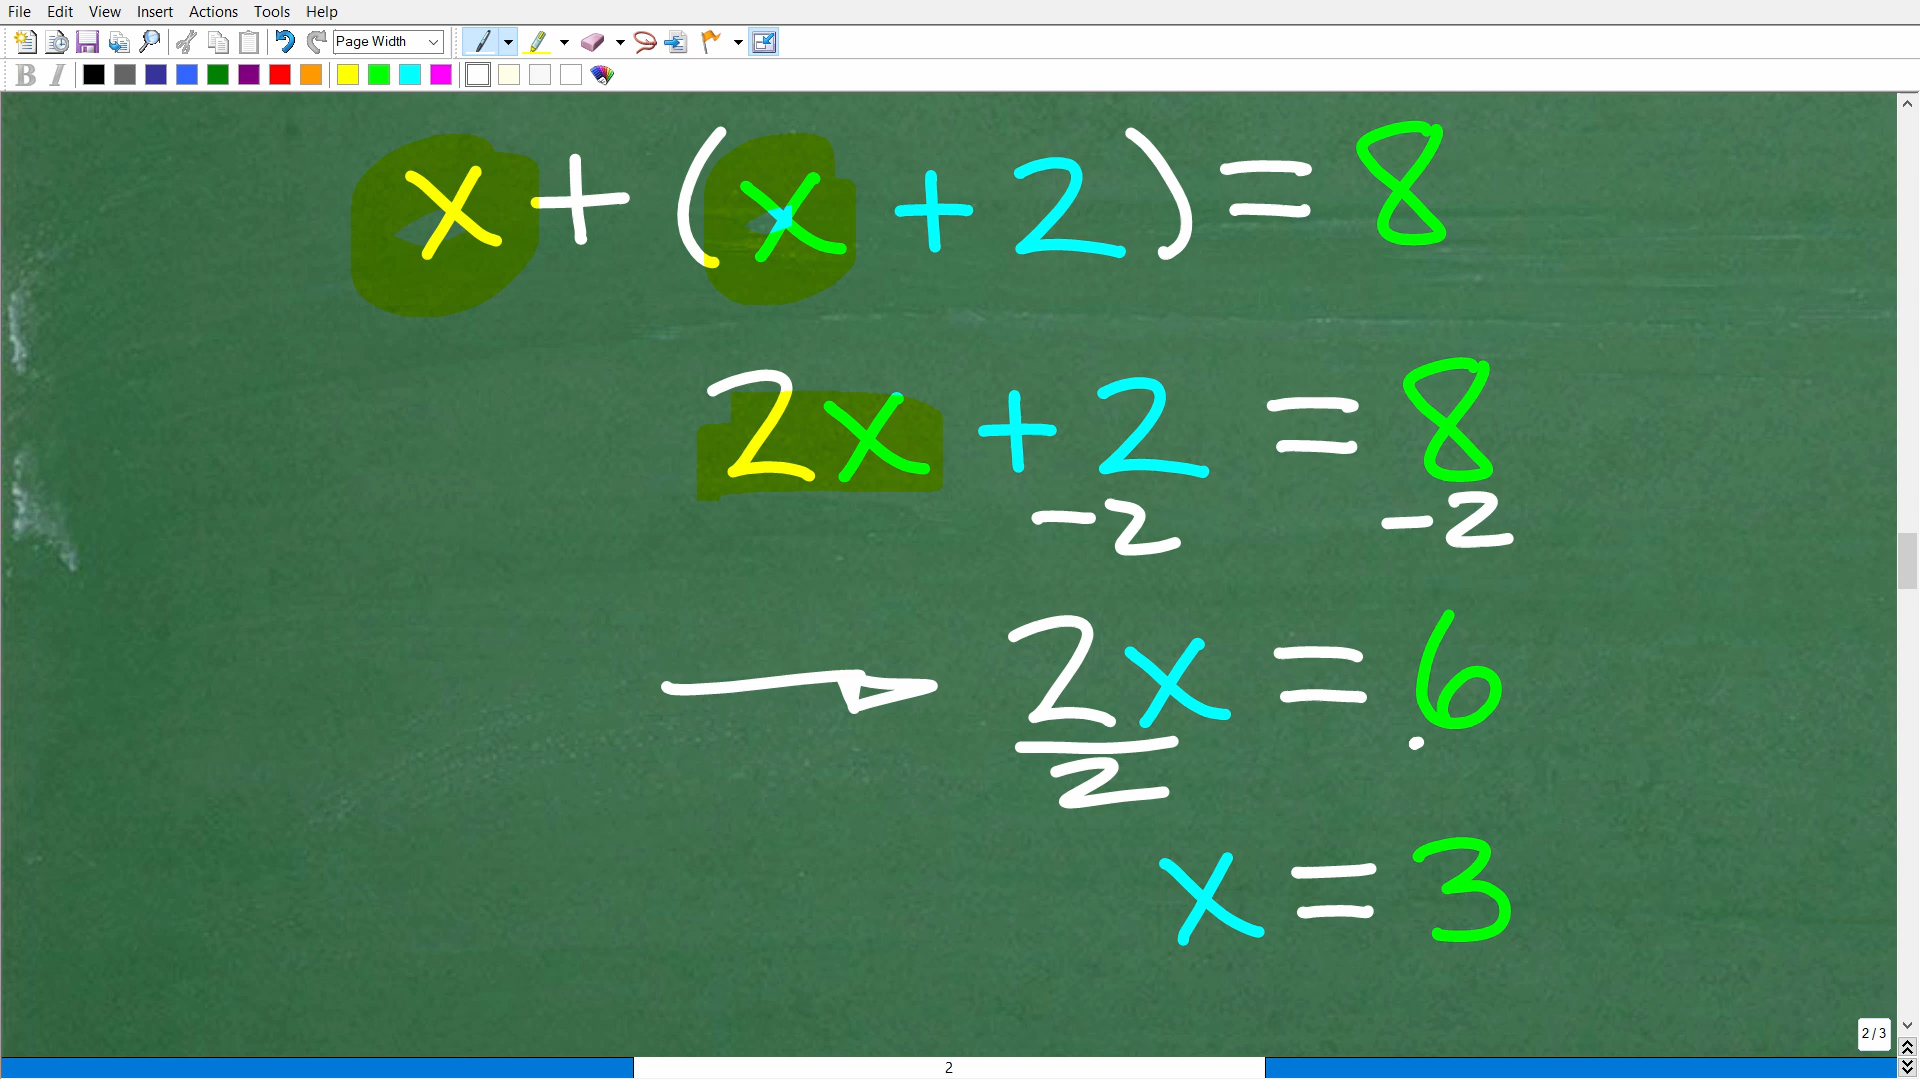 File Edit View Insert Actions Tools Help
Page Width
B I
x + (x + 2) = 8
2x + 2 = 8
-2 -2
2x = 6
2
x = 3
2 / 3
2